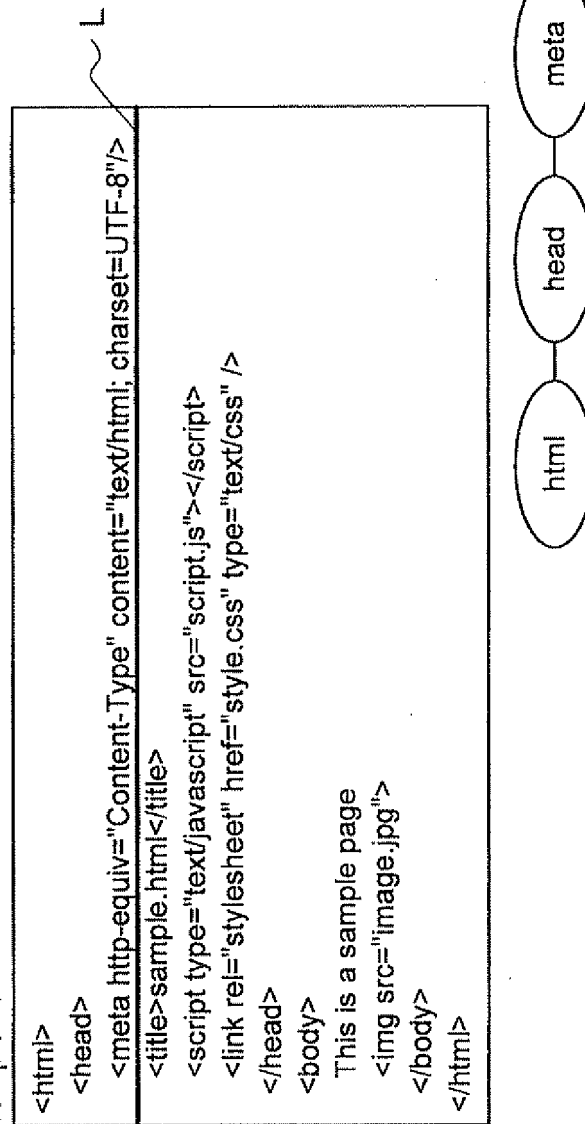 <html>
<head>
<meta http-equiv="Content-Type" content="text/html; charset=UTF-8"/>
<title>sample.html</title>
<script type="text/javascript" src="script.js"></script>
<link rel="stylesheet" href="style.css" type="text/css" />
</head>
<body>
This is a sample page
<img src="image.jpg">
</body>
</html>
L
html
head
meta